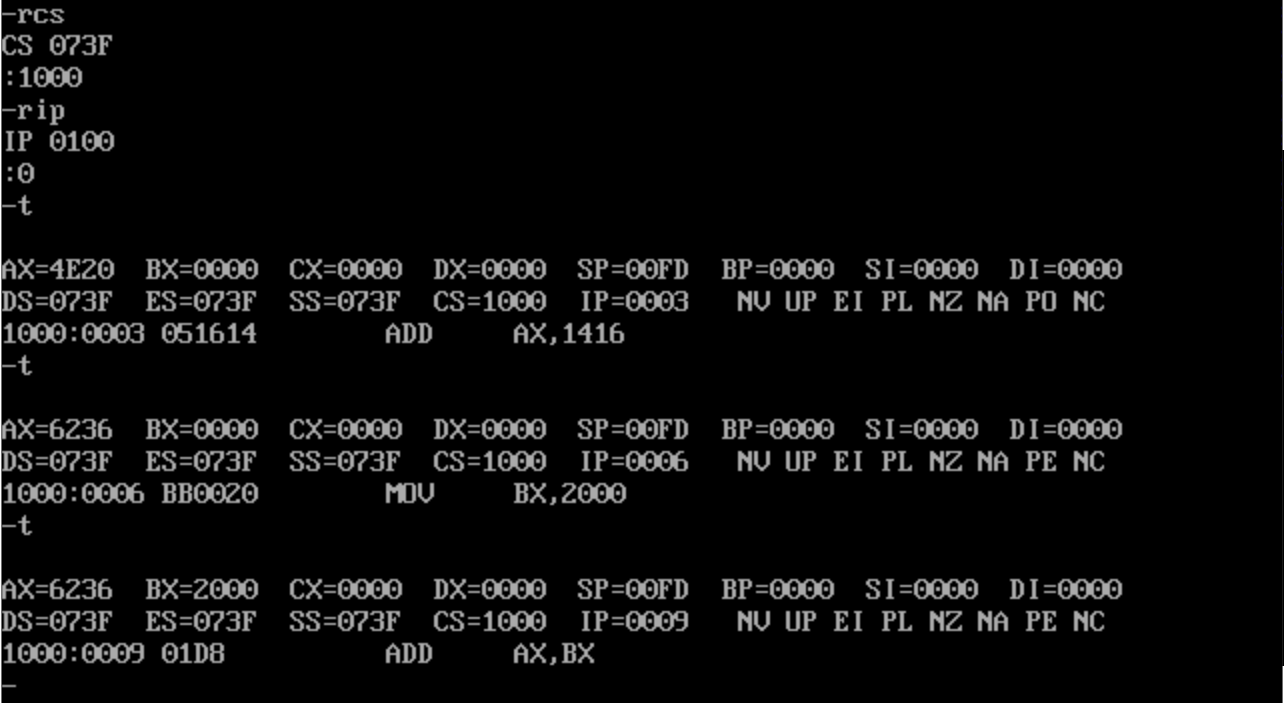 -rcs
CS 073F
:1000
-rip
IP 0100
:0
-t
AX=4E20 BX=0000 CX=0000 DX=0000 SP=00FD BP=0000 SI=0000 DI=0000
DS=073F ES=073F SS=073F CS=1000 IP=0003 NV UP EI PL NZ NA PO NC
1000:0003 051614 ADD AX,1416
-t
AX=6236 BX=0000 CX=0000 DX=0000 SP=00FD BP=0000 SI=0000 DI=0000
DS=073F ES=073F SS=073F CS=1000 IP=0006 NV UP EI PL NZ NA PE NC
1000:0006 BB0020 MOV BX,2000
-t
AX=6236 BX=2000 CX=0000 DX=0000 SP=00FD BP=0000 SI=0000 DI=0000
DS=073F ES=073F SS=073F CS=1000 IP=0009 NV UP EI PL NZ NA PE NC
1000:0009 01D8 ADD AX,BX
-